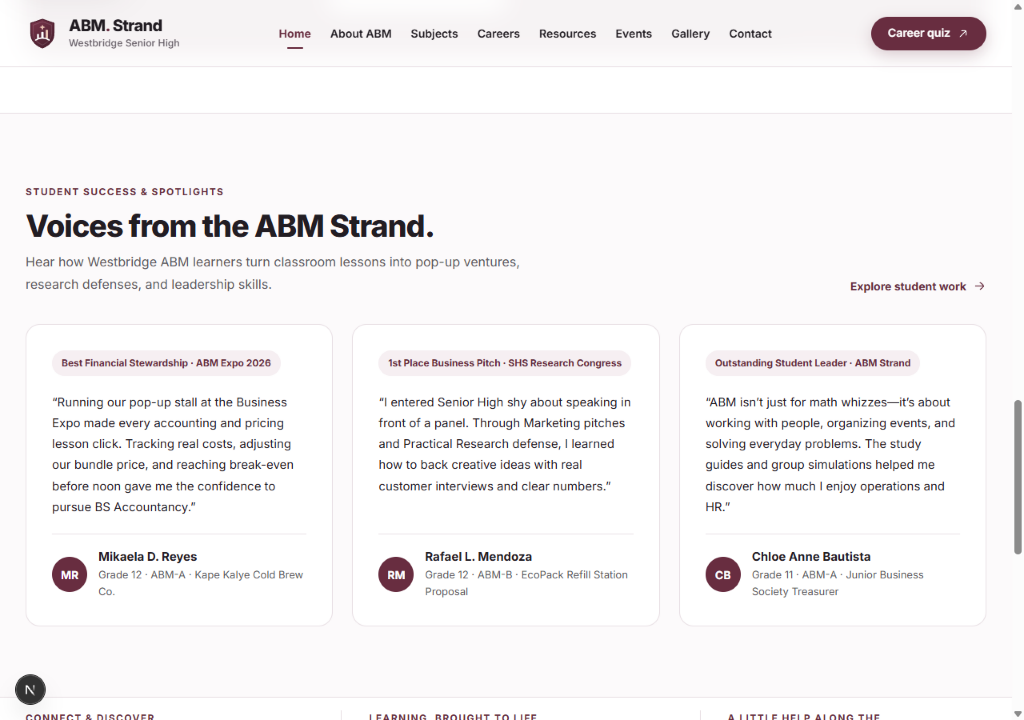 ABM. Strand
Westbridge Senior High
Home
About ABM
Subjects
Careers
Resources
Events
Gallery
Contact
Career quiz
STUDENT SUCCESS & SPOTLIGHTS
Voices from the ABM Strand.
Hear how Westbridge ABM learners turn classroom lessons into pop-up ventures,
research defenses, and leadership skills.
Explore student work
Best Financial Stewardship · ABM Expo 2026
“Running our pop-up stall at the Business
Expo made every accounting and pricing
lesson click. Tracking real costs, adjusting
our bundle price, and reaching break-even
before noon gave me the confidence to
pursue BS Accountancy.”
MR
Mikaela D. Reyes
Grade 12 · ABM-A · Kape Kalye Cold Brew
Co.
1st Place Business Pitch · SHS Research Congress
“I entered Senior High shy about speaking in
front of a panel. Through Marketing pitches
and Practical Research defense, I learned
how to back creative ideas with real
customer interviews and clear numbers.”
RM
Rafael L. Mendoza
Grade 12 · ABM-B · EcoPack Refill Station
Proposal
Outstanding Student Leader · ABM Strand
“ABM isn’t just for math whizzes—it’s about
working with people, organizing events, and
solving everyday problems. The study
guides and group simulations helped me
discover how much I enjoy operations and
HR.”
CB
Chloe Anne Bautista
Grade 11 · ABM-A · Junior Business
Society Treasurer
N
CONNECT & DISCOVER
LEARNING, BROUGHT TO LIFE
A LITTLE HELP ALONG THE